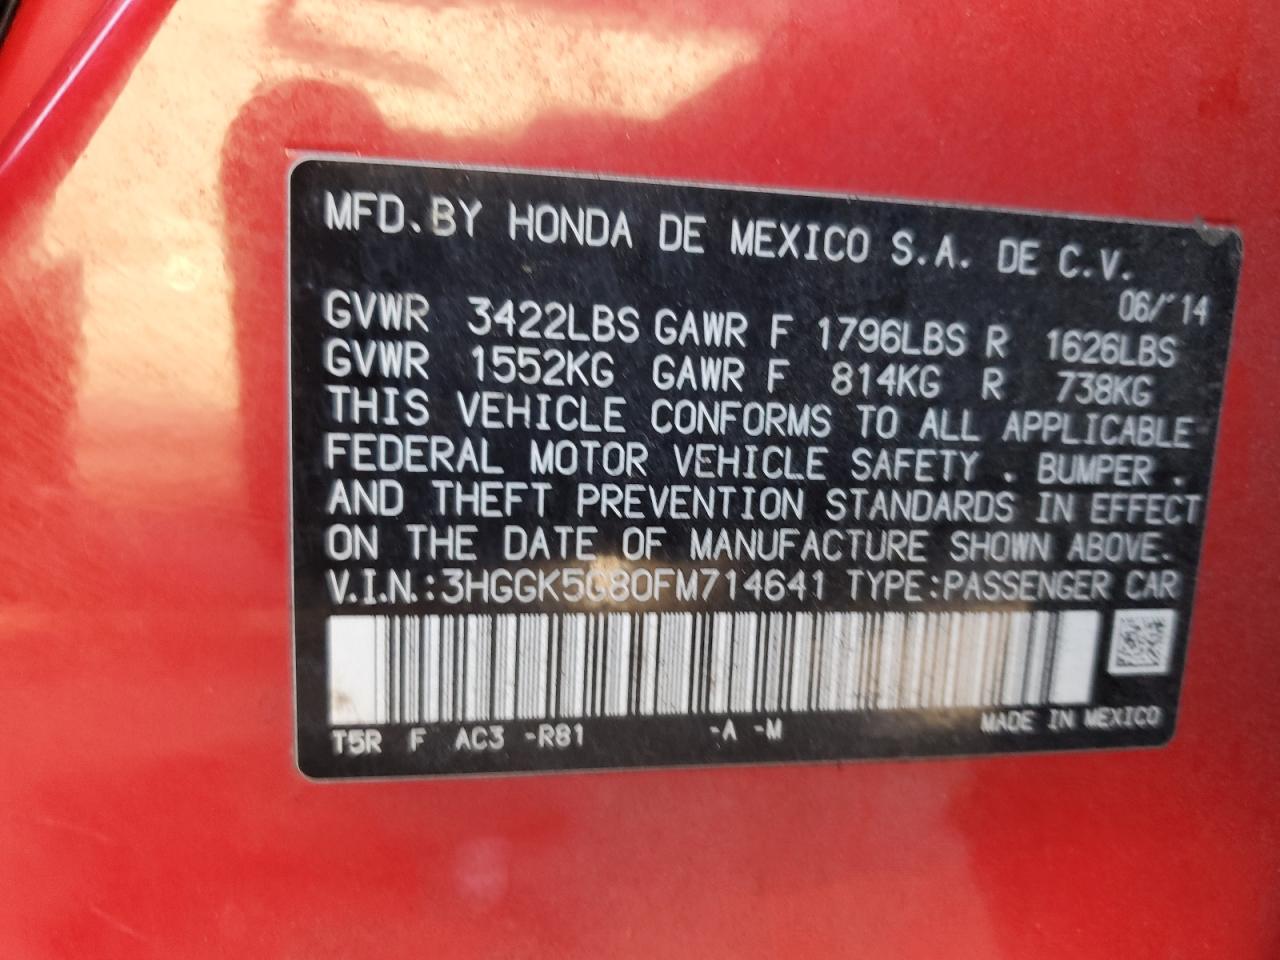 MFD.BY HONDA DE MEXICO S.A. DE C.V.
06/'14
GVWR 3422LBS GAWR F 1796LBS R 1626LBS
GVWR 1552KG GAWR F 814KG R 738KG
THIS VEHICLE CONFORMS TO ALL APPLICABLE
FEDERAL MOTOR VEHICLE SAFETY . BUMPER .
AND THEFT PREVENTION STANDARDS IN EFFECT
ON THE DATE OF MANUFACTURE SHOWN ABOVE.
V.I.N.:3HGGK5G80FM714641 TYPE:PASSENGER CAR
T5R F AC3 -R81 -A -M MADE IN MEXICO